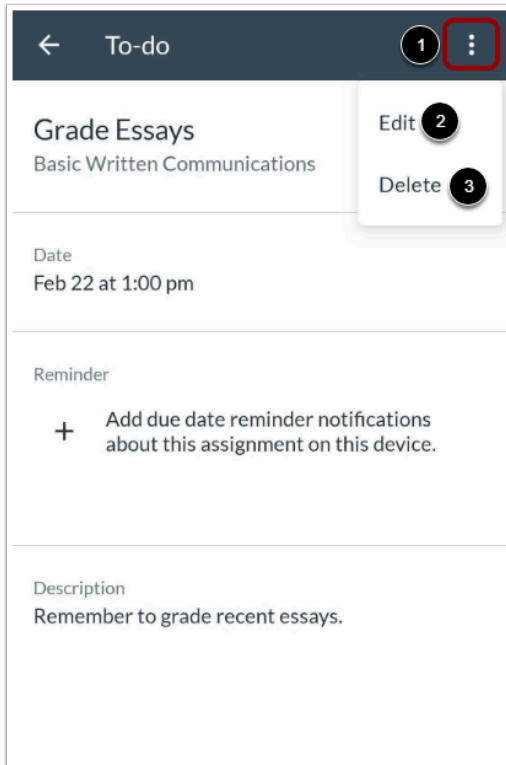 To-do
1
Grade Essays
Edit 2
Basic Written Communications
Delete 3
Date
Feb 22 at 1:00 pm
Reminder
+ Add due date reminder notifications
about this assignment on this device.
Description
Remember to grade recent essays.